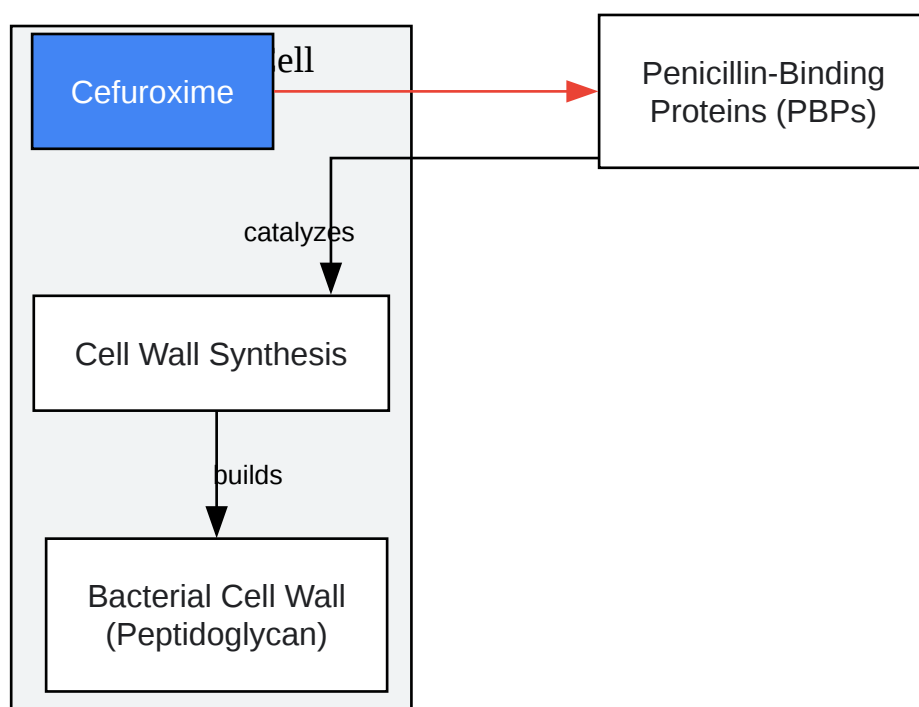 Cefuroxime
Penicillin-Binding
Proteins (PBPs)
catalyzes
Cell Wall Synthesis
builds
Bacterial Cell Wall
(Peptidoglycan)